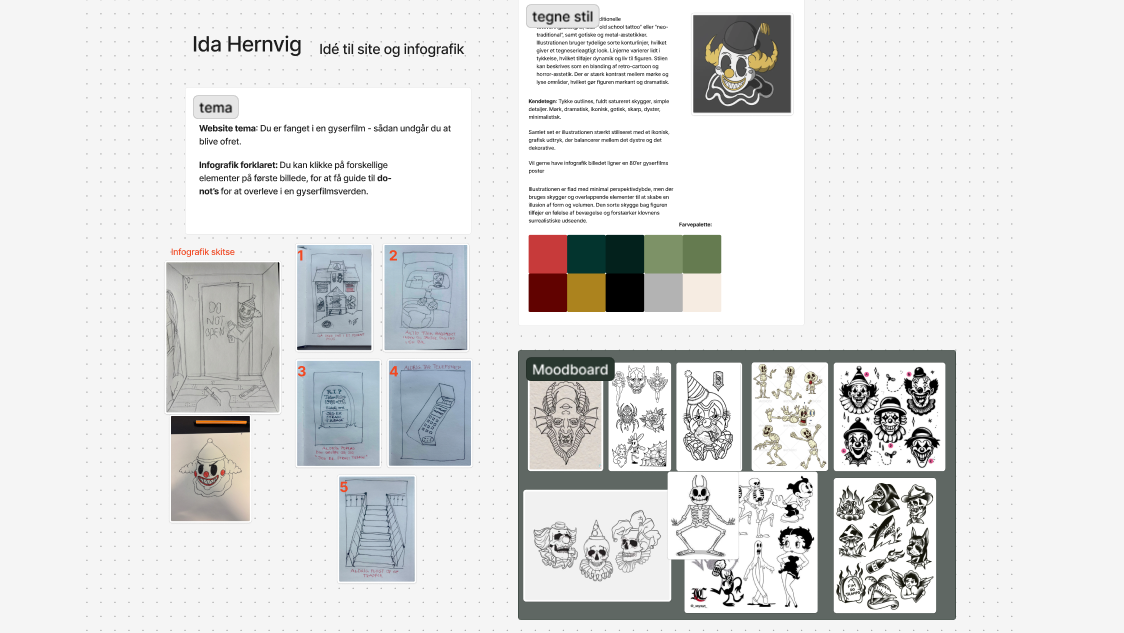 Ida Hernvig
Idé til site og infografik
tema
Website tema: Du er fanget i en gyserfilm - sådan undgår du at
blive ofret.
Infografik forklaret: Du kan klikke på forskellige
elementer på første billede, for at få guide til do-
not's for at overleve i en gyserfilmsverden.
Infografik skitse
DO
NOT
OPEN
1
2
3
R.I.P
4
5
tegne stil
"old school tattoo" eller "neo-
traditional", samt gotiske og metal-æstetikker.
Illustrationen bruger tydelige sorte konturlinjer, hvilket
giver et tegneserieagtigt look. Linjerne varierer lidt i
tykkelse, hvilket tilføjer dynamik og liv til figuren. Stilen
kan beskrives som en blanding af retro-cartoon og
horror-æstetik. Der er stærk kontrast mellem mørke og
lyse områder, hvilket gør figuren markant og dramatisk.
Kendetegn: Tykke outlines, fuldt satureret skygger, simple
detaljer. Mørk, dramatisk, ikonisk, gotisk, skarp, dyster,
minimalistisk.
Samlet set er illustrationen stærkt stiliseret med et ikonisk,
grafisk udtryk, der balancerer mellem det dystre og det
dekorative.
Vil gerne have infografik billedet ligner en 80'er gyserfilms
poster
Illustrationen er flad med minimal perspektivdybde, men der
bruges skygger og overlappende elementer til at skabe en
illusion af form og volumen. Den sorte skygge bag figuren
tilføjer en følelse af bevægelse og forstærker klovnens
surrealistiske udseende.
Farvepalette:
Moodboard